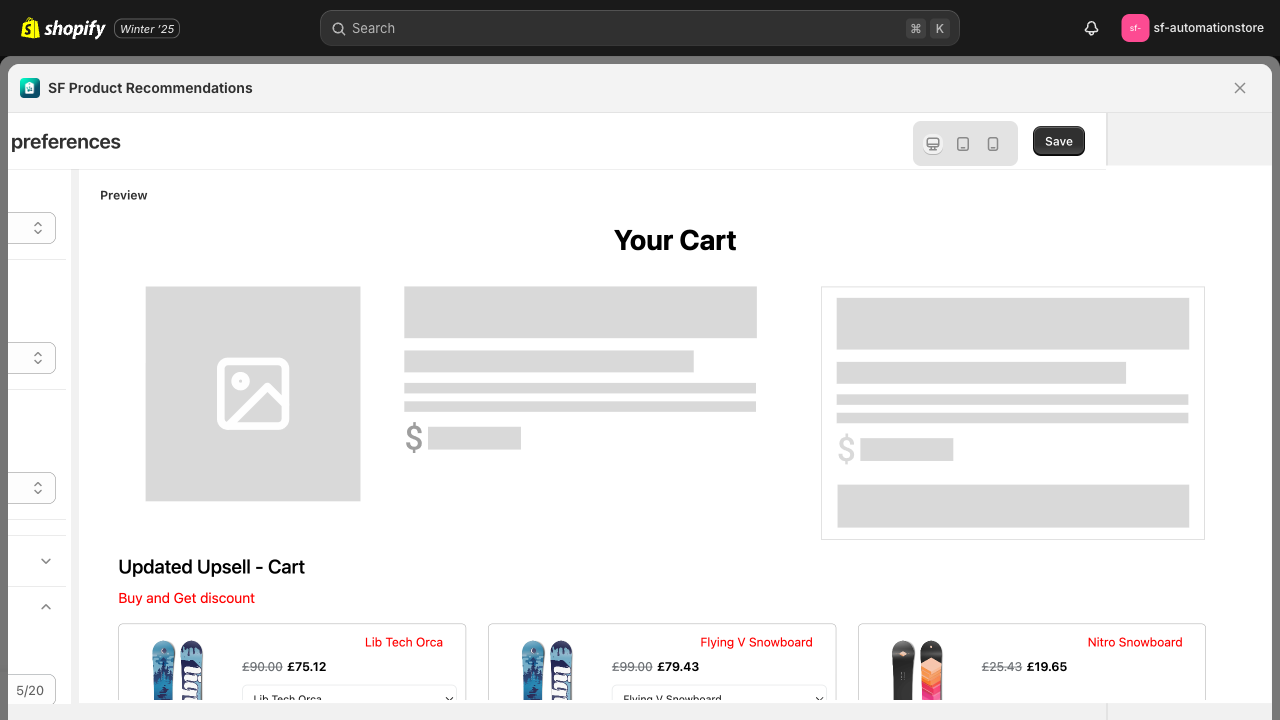 shopify Winter '25
Search
⌘ K
sf-
sf-automationstore
SF Product Recommendations
preferences
Save
Preview
Your Cart
$
$
Updated Upsell - Cart
Buy and Get discount
Lib Tech Orca
£90.00 £75.12
Lib Tech Orca
Flying V Snowboard
£99.00 £79.43
Flying V Snowboard
Nitro Snowboard
£25.43 £19.65
5/20